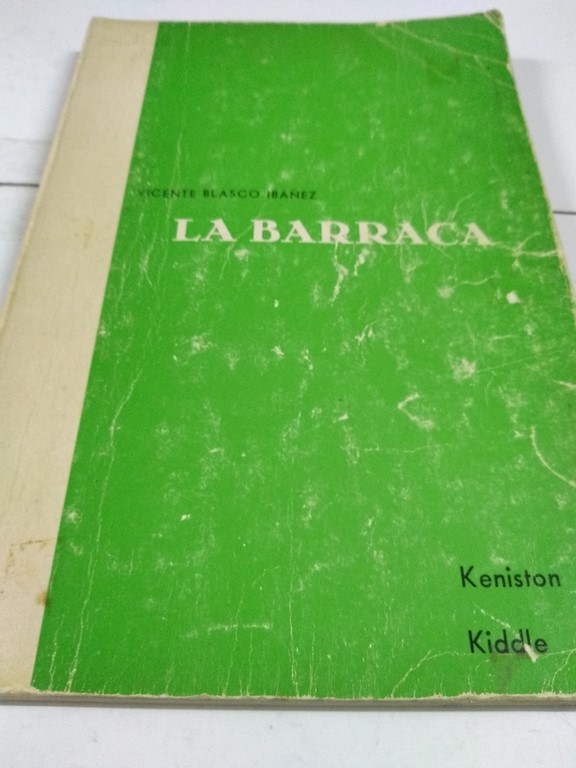 VICENTE BLASCO IBAÑEZ
LA BARRACA
Keniston
Kiddle